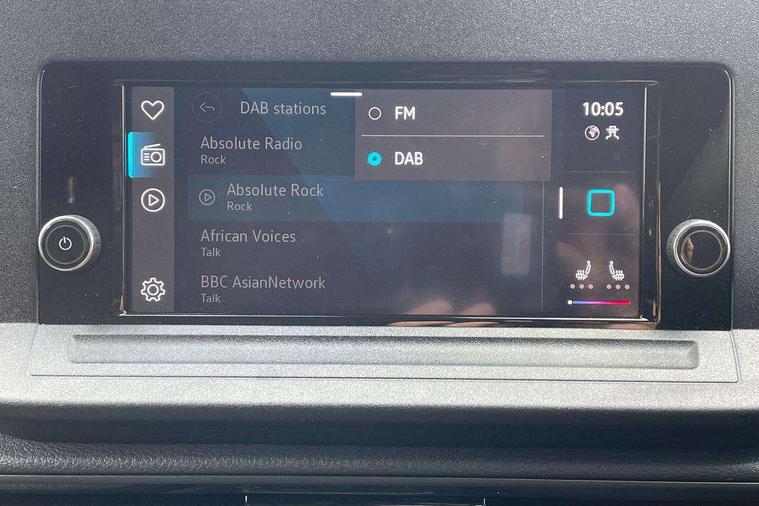 DAB stations
FM
10:05
Absolute Radio
Rock
DAB
Absolute Rock
Rock
African Voices
Talk
BBC AsianNetwork
Talk